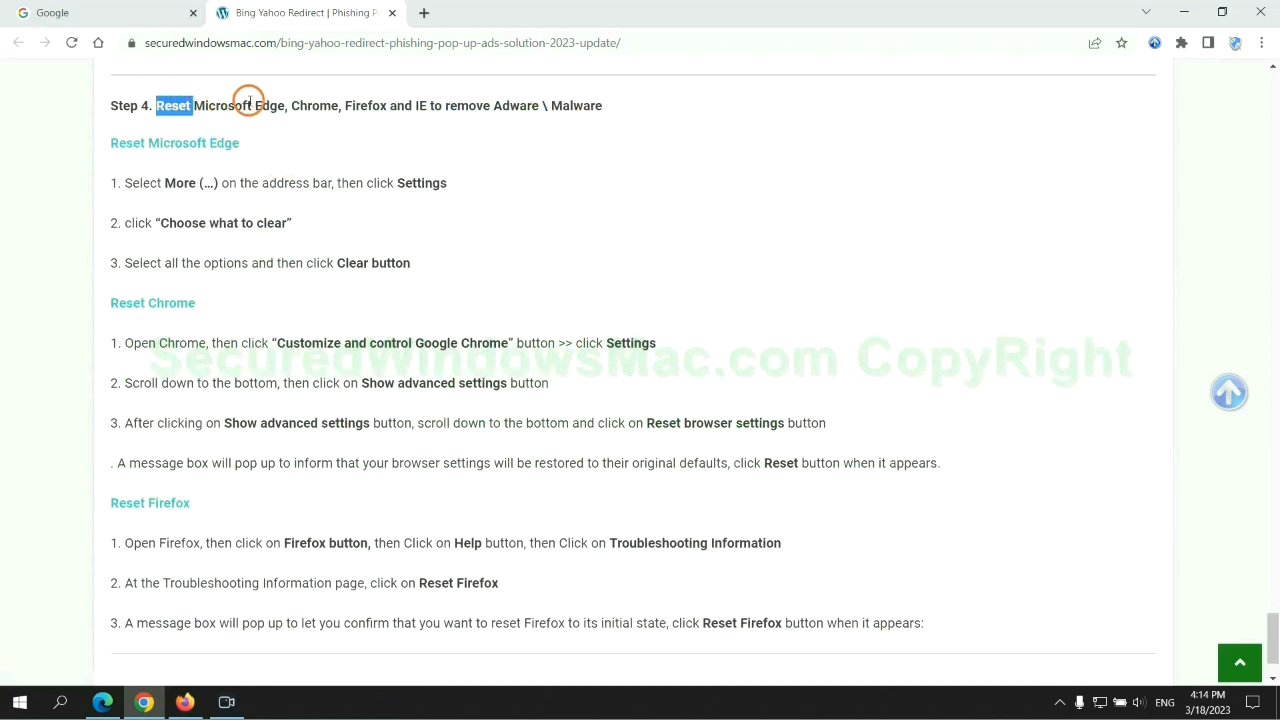 Google
Bing Yahoo Redirect | Phishing P
securedwindowsmac.com/bing-yahoo-redirect-phishing-pop-up-ads-solution-2023-update/
Step 4. Reset Microsoft Edge, Chrome, Firefox and IE to remove Adware \ Malware
Reset Microsoft Edge
1. Select More (…) on the address bar, then click Settings
2. click “Choose what to clear”
3. Select all the options and then click Clear button
Reset Chrome
1. Open Chrome, then click “Customize and control Google Chrome” button >> click Settings
SecuredWindowsMac.com CopyRight
2. Scroll down to the bottom, then click on Show advanced settings button
3. After clicking on Show advanced settings button, scroll down to the bottom and click on Reset browser settings button
. A message box will pop up to inform that your browser settings will be restored to their original defaults, click Reset button when it appears.
Reset Firefox
1. Open Firefox, then click on Firefox button, then Click on Help button, then Click on Troubleshooting Information
2. At the Troubleshooting Information page, click on Reset Firefox
3. A message box will pop up to let you confirm that you want to reset Firefox to its initial state, click Reset Firefox button when it appears:
ENG
4:14 PM
3/18/2023